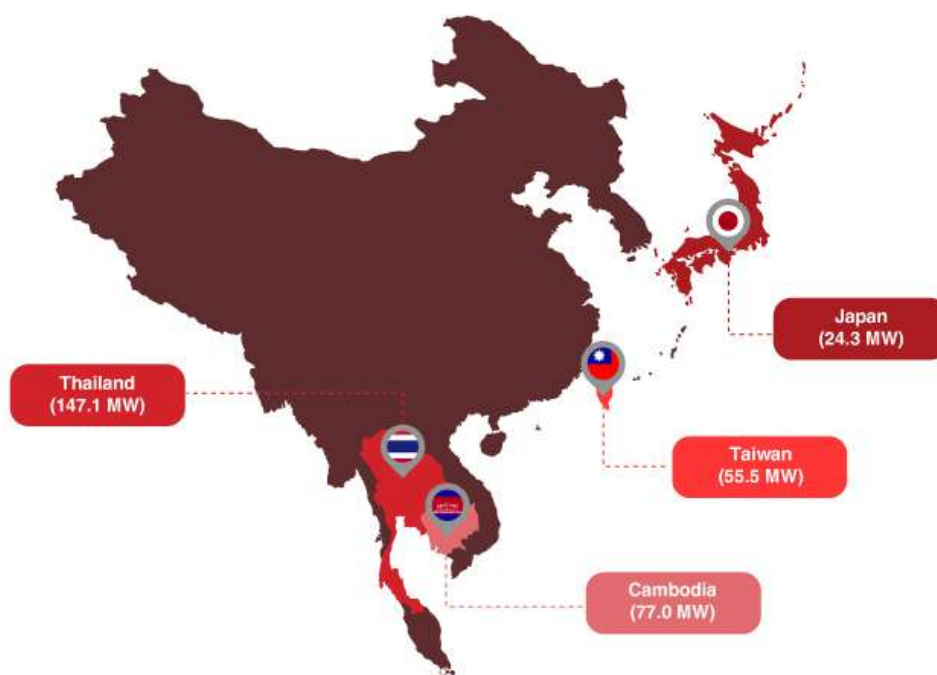 Japan
(24.3 MW)
Thailand
(147.1 MW)
Taiwan
(55.5 MW)
Cambodia
(77.0 MW)